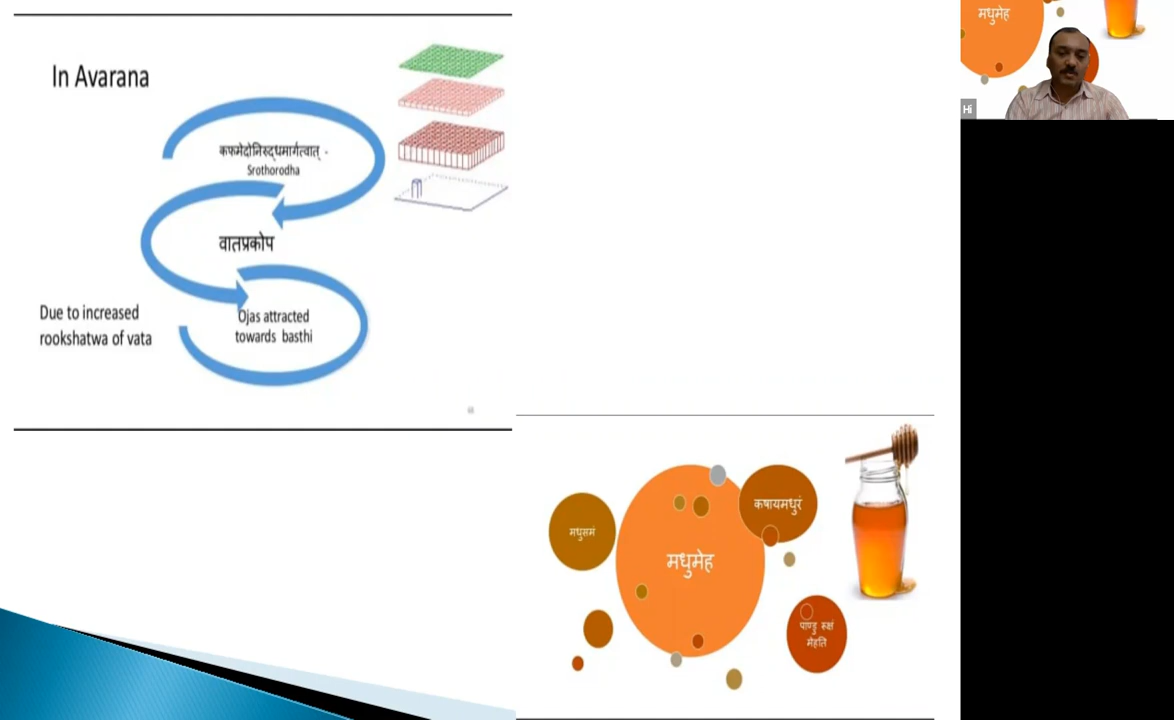 In Avarana
कफमेदोनिरुद्धमार्गत्वात् -
Srothorodha
वातप्रकोप
Due to increased
rookshatwa of vata
Ojas attracted
towards basthi
मधुसमं
मधुमेह
कषायमधुरं
पाण्डु रूक्षं
मेहति
मधुमेह
Hi